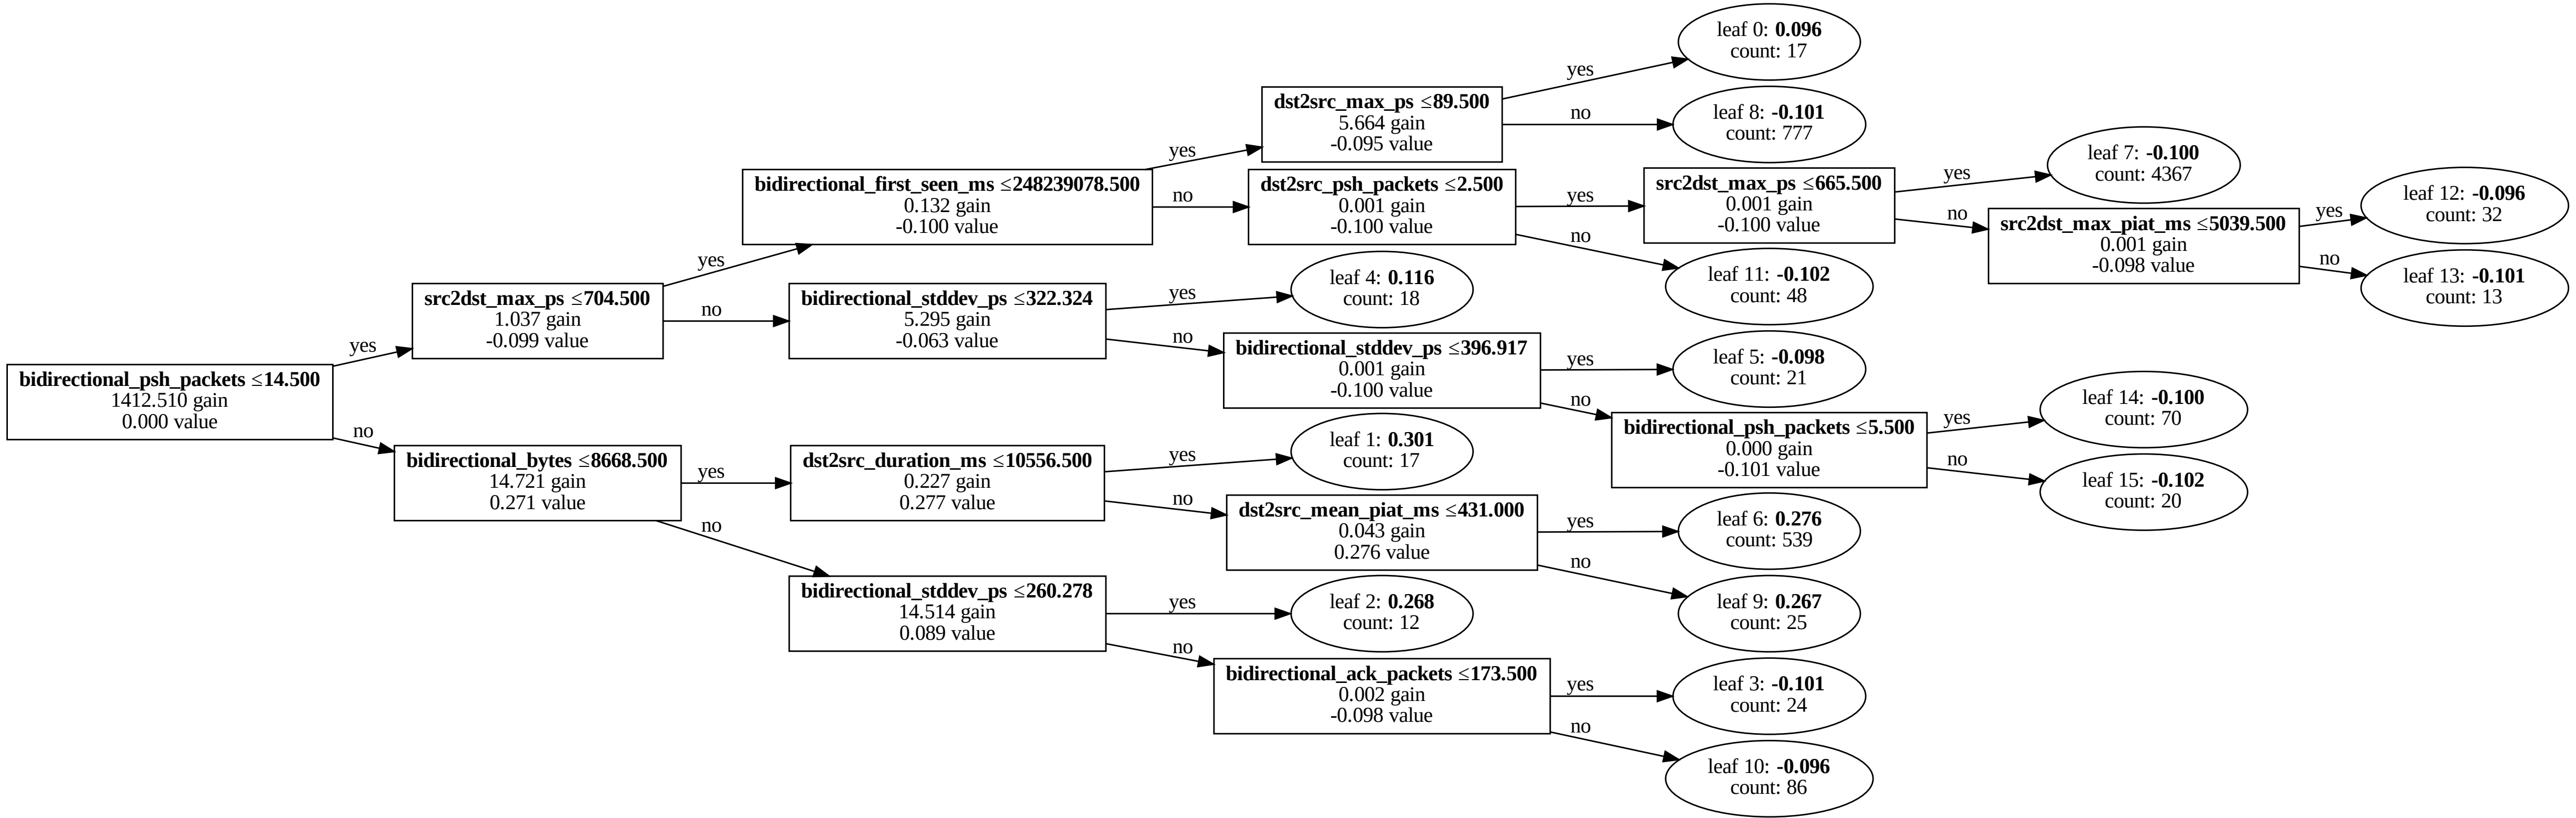 bidirectional_psh_packets ≤14.500
1412.510 gain
0.000 value
yes
no
src2dst_max_ps ≤704.500
1.037 gain
-0.099 value
yes
no
bidirectional_bytes ≤8668.500
14.721 gain
0.271 value
yes
no
bidirectional_first_seen_ms ≤248239078.500
0.132 gain
-0.100 value
yes
no
bidirectional_stddev_ps ≤322.324
5.295 gain
-0.063 value
yes
no
dst2src_duration_ms ≤10556.500
0.227 gain
0.277 value
yes
no
bidirectional_stddev_ps ≤260.278
14.514 gain
0.089 value
yes
no
dst2src_max_ps ≤89.500
5.664 gain
-0.095 value
yes
no
dst2src_psh_packets ≤2.500
0.001 gain
-0.100 value
yes
no
leaf 4: 0.116
count: 18
bidirectional_stddev_ps ≤396.917
0.001 gain
-0.100 value
yes
no
leaf 1: 0.301
count: 17
dst2src_mean_piat_ms ≤431.000
0.043 gain
0.276 value
yes
no
leaf 2: 0.268
count: 12
bidirectional_ack_packets ≤173.500
0.002 gain
-0.098 value
yes
no
leaf 0: 0.096
count: 17
leaf 8: -0.101
count: 777
src2dst_max_ps ≤665.500
0.001 gain
-0.100 value
yes
no
leaf 11: -0.102
count: 48
leaf 5: -0.098
count: 21
bidirectional_psh_packets ≤5.500
0.000 gain
-0.101 value
yes
no
leaf 6: 0.276
count: 539
leaf 9: 0.267
count: 25
leaf 3: -0.101
count: 24
leaf 10: -0.096
count: 86
leaf 7: -0.100
count: 4367
src2dst_max_piat_ms ≤5039.500
0.001 gain
-0.098 value
yes
no
leaf 14: -0.100
count: 70
leaf 15: -0.102
count: 20
leaf 12: -0.096
count: 32
leaf 13: -0.101
count: 13